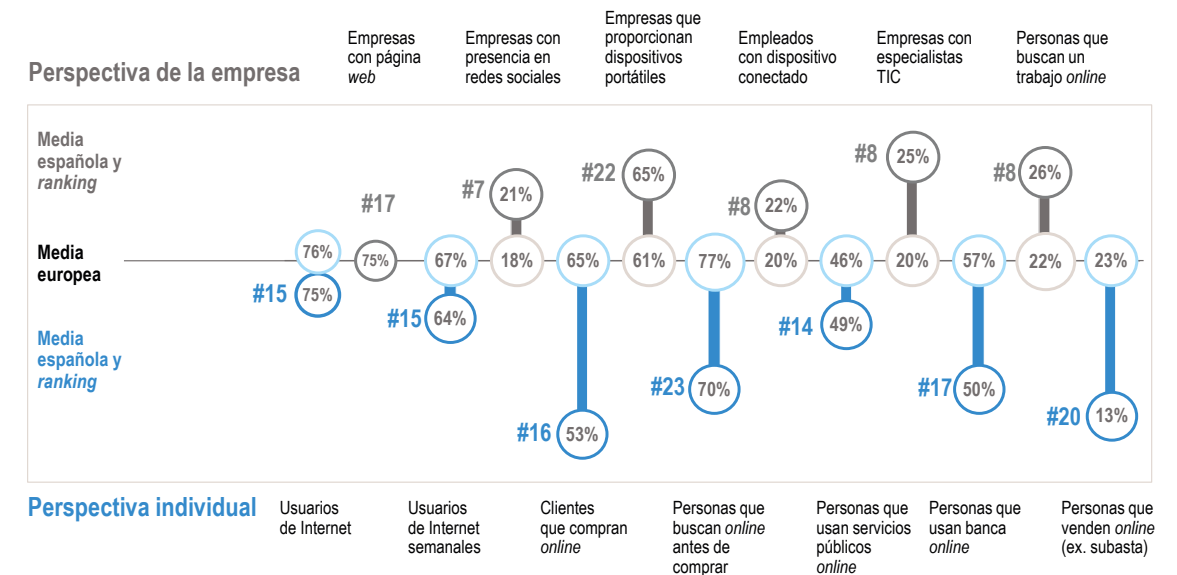 Perspectiva de la empresa
Empresas
con página
web
Empresas con
presencia en
redes sociales
Empresas que
proporcionan
dispositivos
portátiles
Empleados
con dispositivo
conectado
Empresas con
especialistas
TIC
Personas que
buscan un
trabajo online
Media
española y
ranking
#17
#7 21%
#22 65%
#8 22%
#8 25%
#8 26%
Media
europea
76% 75% 67% 18% 65% 61% 77% 20% 46% 20% 57% 22% 23%
Media
española y
ranking
#15 75%
#15 64%
#16 53%
#23 70%
#14 49%
#17 50%
#20 13%
Perspectiva individual
Usuarios
de Internet
Usuarios
de Internet
semanales
Clientes
que compran
online
Personas que
buscan online
antes de
comprar
Personas que
usan servicios
públicos
online
Personas que
usan banca
online
Personas que
venden online
(ex. subasta)